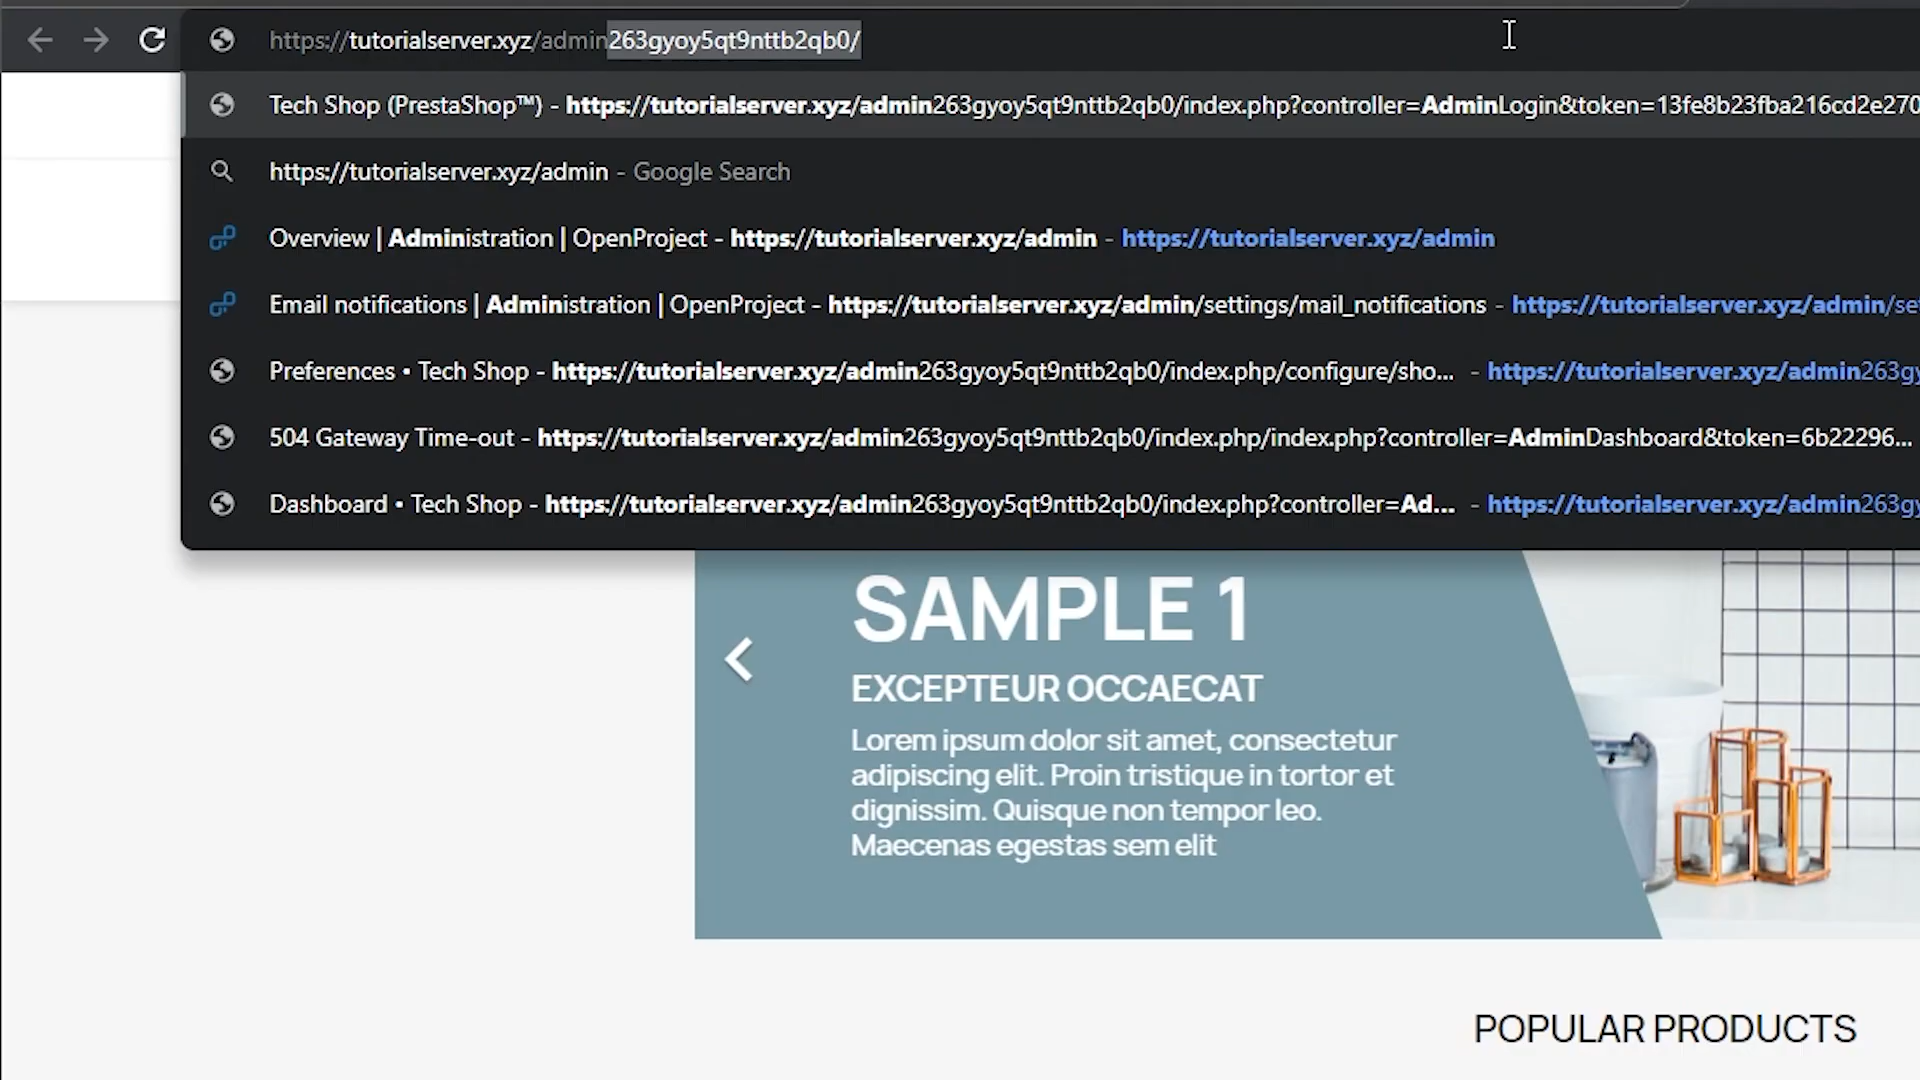 https://tutorialserver.xyz/admin263gyoy5qt9nttb2qb0/
Tech Shop (PrestaShop™) - https://tutorialserver.xyz/admin263gyoy5qt9nttb2qb0/index.php?controller=AdminLogin&token=13fe8b23fba216cd2e270
https://tutorialserver.xyz/admin - Google Search
Overview | Administration | OpenProject - https://tutorialserver.xyz/admin - https://tutorialserver.xyz/admin
Email notifications | Administration | OpenProject - https://tutorialserver.xyz/admin/settings/mail_notifications - https://tutorialserver.xyz/admin/se
Preferences • Tech Shop - https://tutorialserver.xyz/admin263gyoy5qt9nttb2qb0/index.php/configure/sho... - https://tutorialserver.xyz/admin263gy
504 Gateway Time-out - https://tutorialserver.xyz/admin263gyoy5qt9nttb2qb0/index.php/index.php?controller=AdminDashboard&token=6b22296...
Dashboard • Tech Shop - https://tutorialserver.xyz/admin263gyoy5qt9nttb2qb0/index.php?controller=Ad... - https://tutorialserver.xyz/admin263gy
SAMPLE 1
EXCEPTEUR OCCAECAT
Lorem ipsum dolor sit amet, consectetur
adipiscing elit. Proin tristique in tortor et
dignissim. Quisque non tempor leo.
Maecenas egestas sem elit
POPULAR PRODUCTS